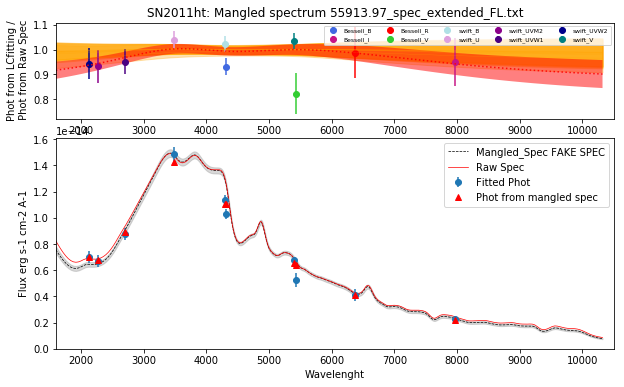 SN2011ht: Mangled spectrum 55913.97_spec_extended_FL.txt
Phot from LCfitting /
Phot from Raw Spec
1.1
1.0
0.9
0.8
Bessell_B
Bessell_I
Bessell_R
Bessell_V
swift_B
swift_U
swift_UVM2
swift_UVW1
swift_UVW2
swift_V
2000
3000
4000
5000
6000
7000
8000
9000
10000
1e−14
Flux erg s-1 cm-2 A-1
1.6
1.4
1.2
1.0
0.8
0.6
0.4
0.2
0.0
Mangled_Spec FAKE SPEC
Raw Spec
Fitted Phot
Phot from mangled spec
2000
3000
4000
5000
6000
7000
8000
9000
10000
Wavelenght